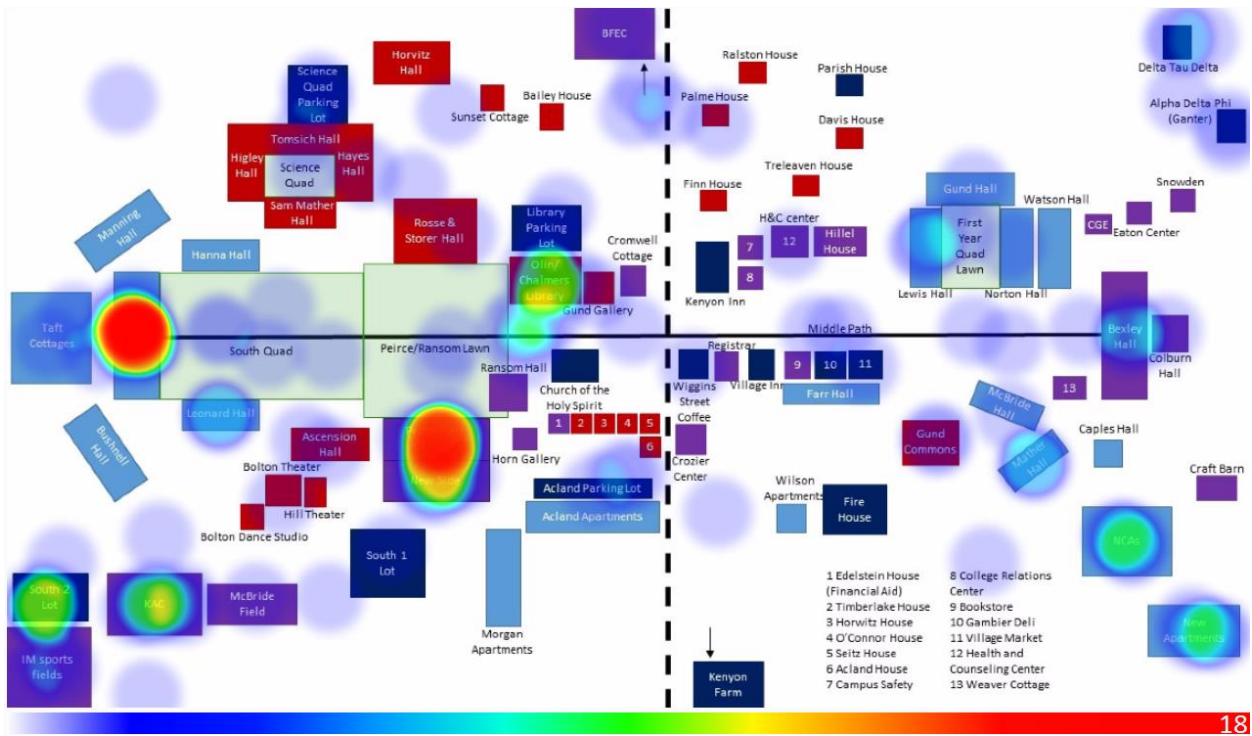 BFEC
Horvitz
Hall
Science
Quad
Parking
Lot
Sunset Cottage
Bailey House
Ralston House
Parish House
Palme House
Davis House
Delta Tau Delta
Alpha Delta Phi
(Ganter)
Tomsich Hall
Higley
Hall
Science
Quad
Hayes
Hall
Sam Mather
Hall
Treleaven House
Finn House
Manning
Hall
Hanna Hall
Rosse &
Storer Hall
Library
Parking
Lot
Cromwell
Cottage
Olin/
Chalmers
Library
Gund Gallery
H&C center
7
12
Hillel
House
8
Kenyon Inn
Gund Hall
Watson Hall
First
Year
Quad
Lawn
Lewis Hall
Norton Hall
CGE
Eaton Center
Snowden
Taft
Cottages
South Quad
Peirce/Ransom Lawn
Middle Path
Bexley
Hall
Colburn
Hall
Ransom Hall
Church of the
Holy Spirit
Registrar
Wiggins
Street
Coffee
Village Inn
9
10
11
Farr Hall
13
McBride
Hall
Leonard Hall
Bushnell
Hall
Ascension
Hall
Bolton Theater
Hill Theater
Bolton Dance Studio
Horn Gallery
1
2
3
4
5
6
Crozier
Center
Gund
Commons
Mather
Hall
Caples Hall
Craft Barn
Acland Parking Lot
Acland Apartments
Wilson
Apartments
Fire
House
NCAs
South 1
Lot
South 2
Lot
KAC
McBride
Field
Morgan
Apartments
IM sports
fields
New
Apartments
Kenyon
Farm
1 Edelstein House
(Financial Aid)
2 Timberlake House
3 Horwitz House
4 O'Connor House
5 Seitz House
6 Acland House
7 Campus Safety
8 College Relations
Center
9 Bookstore
10 Gambier Deli
11 Village Market
12 Health and
Counseling Center
13 Weaver Cottage
18